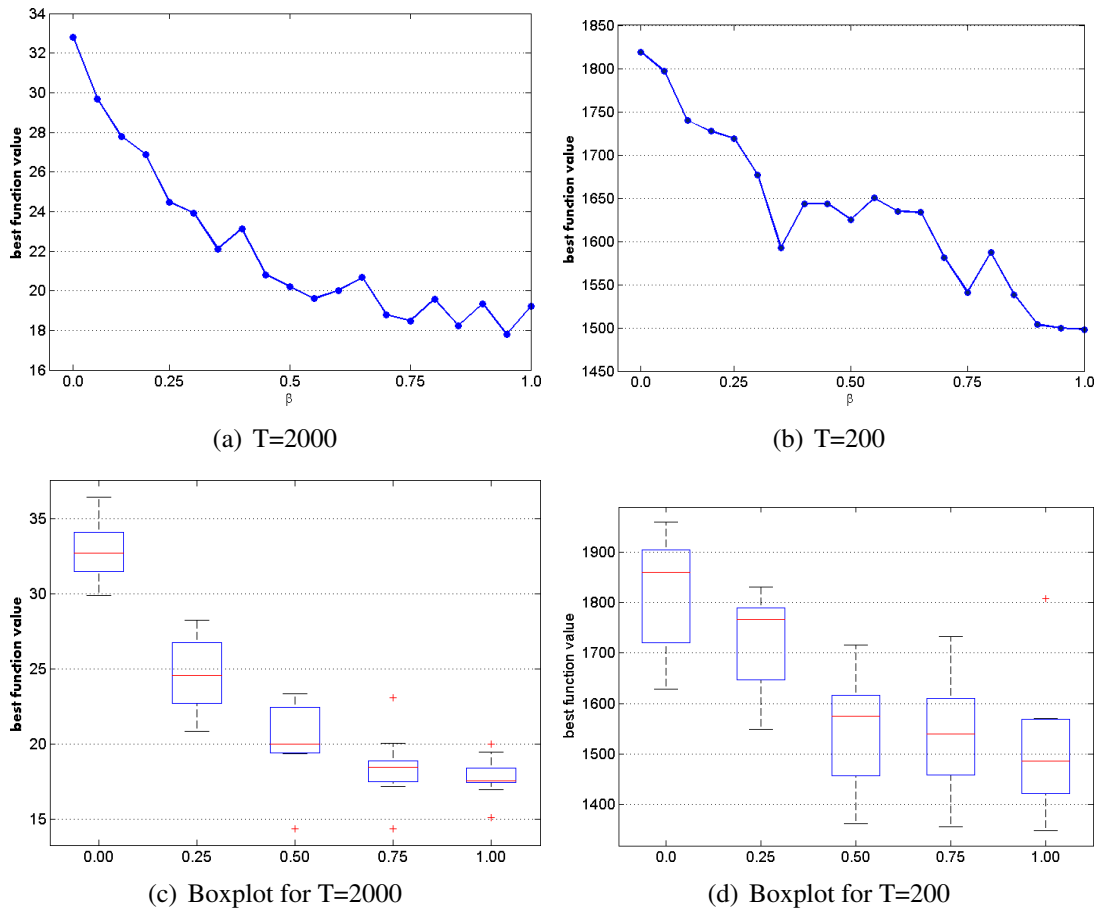 34
32
30
28
26
24
22
20
18
16
best function value
0.0 0.25 0.5 0.75 1.0
β
(a) T=2000
1850
1800
1750
1700
1650
1600
1550
1500
1450
best function value
0.0 0.25 0.50 0.75 1.0
β
(b) T=200
35
30
25
20
15
best function value
0.00 0.25 0.50 0.75 1.00
(c) Boxplot for T=2000
1900
1800
1700
1600
1500
1400
best function value
0.0 0.25 0.50 0.75 1.00
(d) Boxplot for T=200